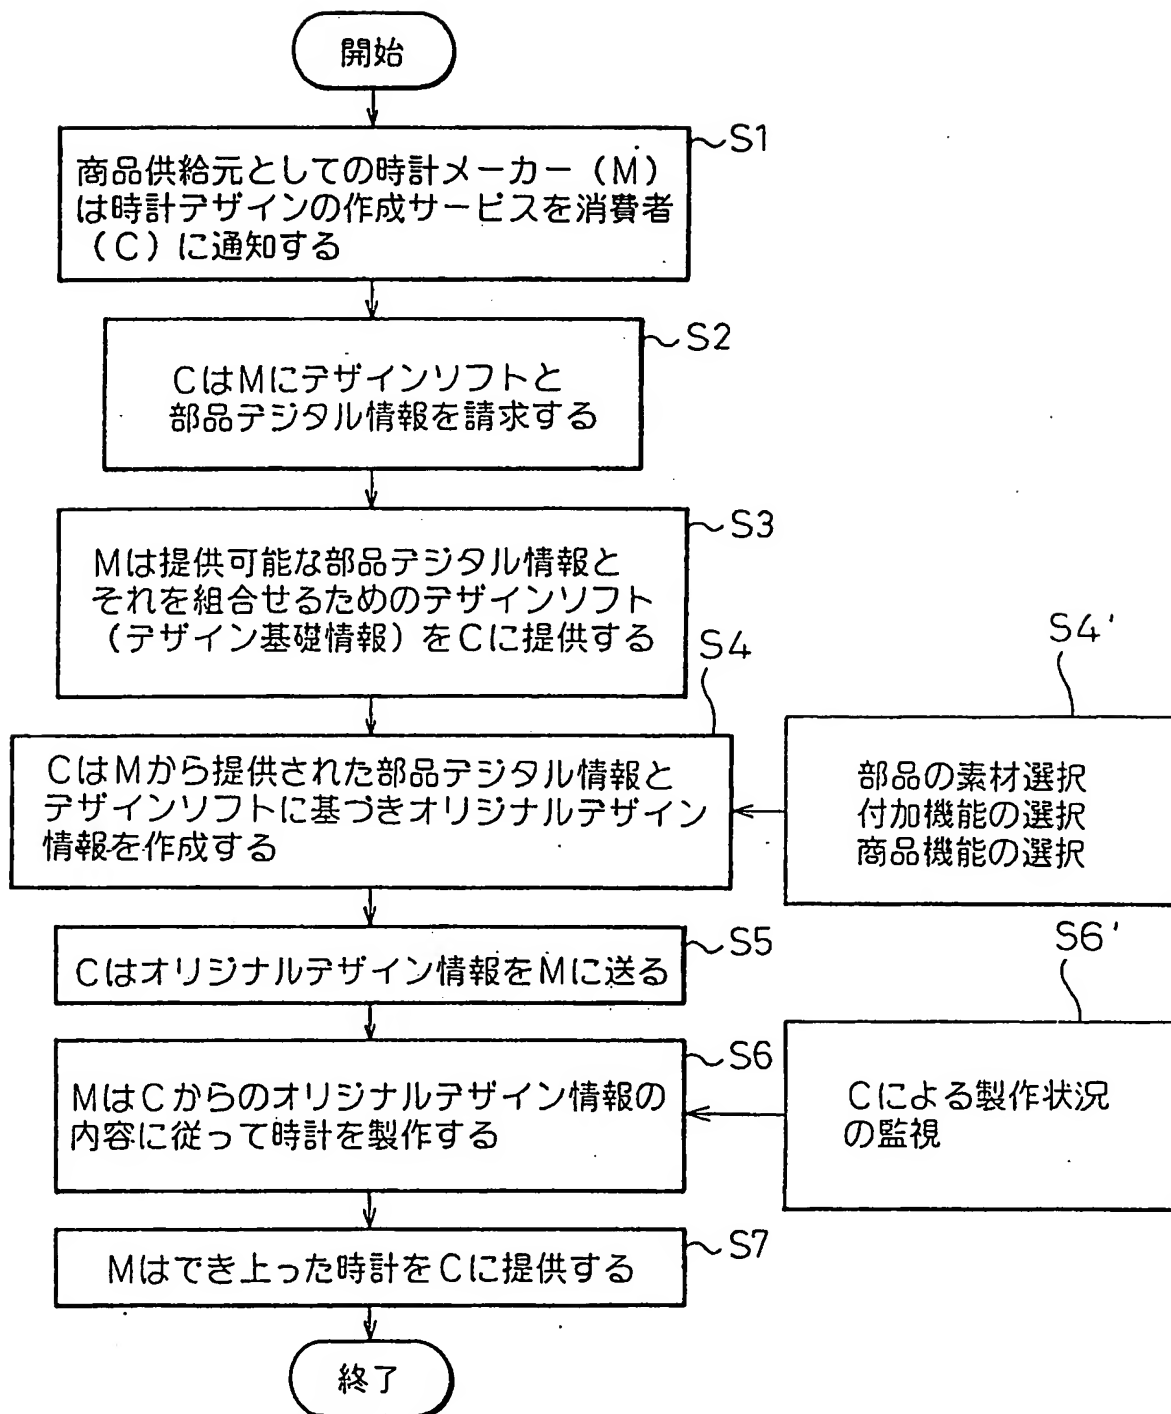 開始
S1
商品供給元としての時計メーカー(M)
は時計デザインの作成サービスを消費者
(C)に通知する
S2
CはMにデザインソフトと
部品デジタル情報を請求する
S3
Mは提供可能な部品デジタル情報と
それを組合せるためのデザインソフト
(デザイン基礎情報)をCに提供する
S4
CはMから提供された部品デジタル情報と
デザインソフトに基づきオリジナルデザイン
情報を作成する
S4'
部品の素材選択
付加機能の選択
商品機能の選択
S5
CはオリジナルデザインÂ情報をMに送る
S6
MはCからのオリジナルデザイン情報の
内容に従って時計を製作する
S6'
Cによる製作状況
の監視
S7
Mはでき上った時計をCに提供する
終了